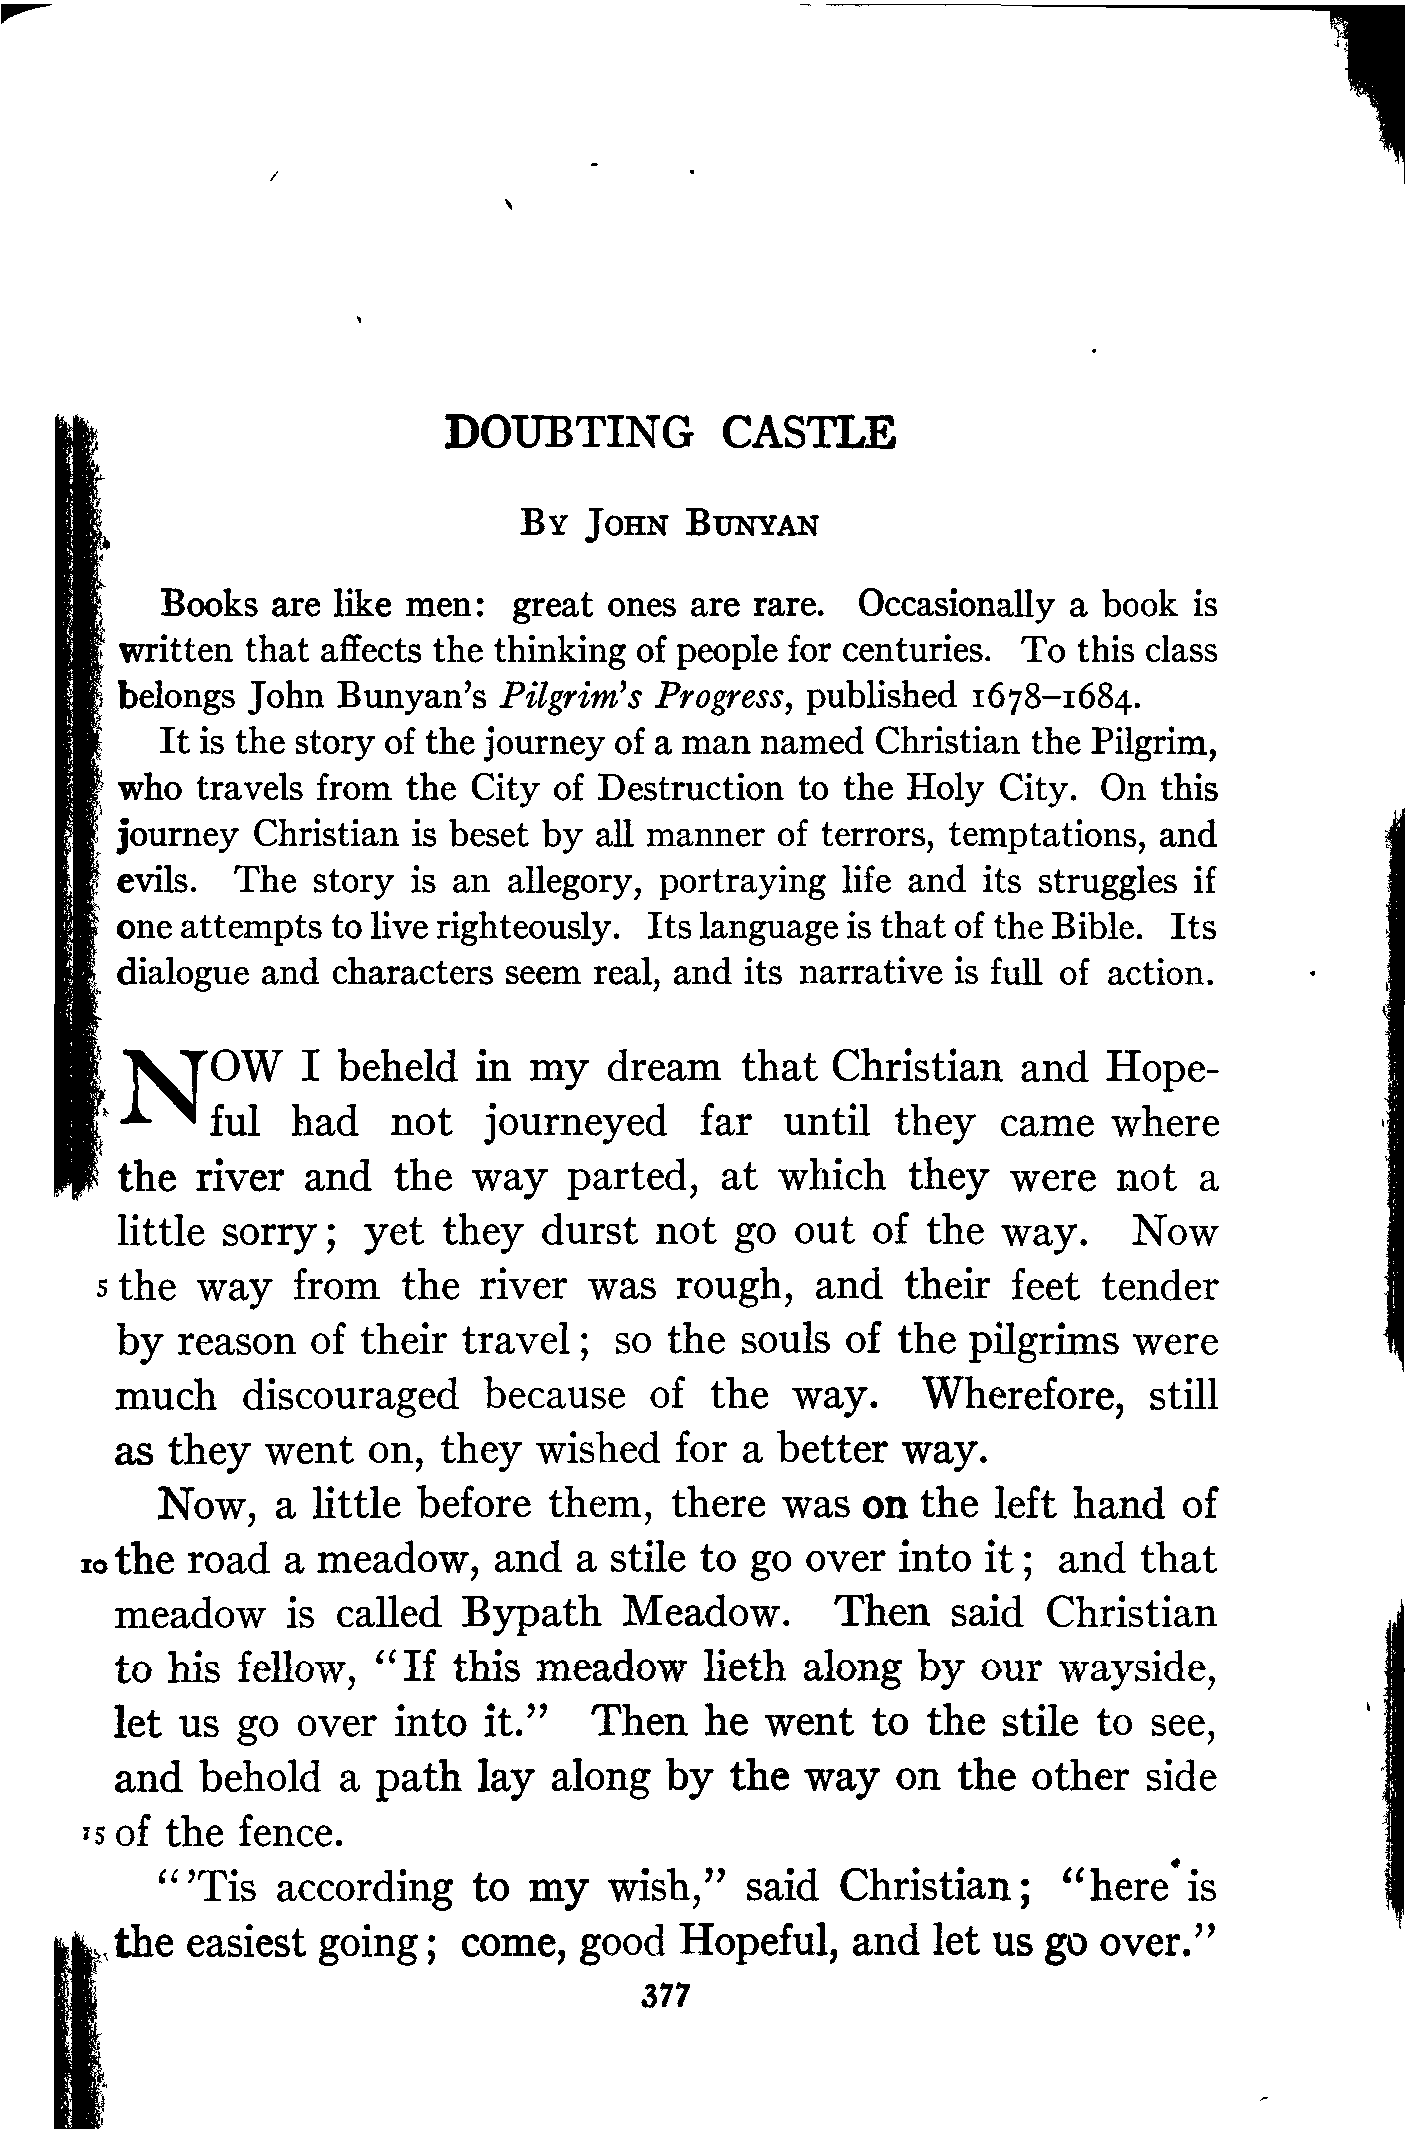 DOUBTING CASTLE
By John Bunyan
Books are like men: great ones are rare. Occasionally a book is
written that affects the thinking of people for centuries. To this class
belongs John Bunyan's Pilgrim's Progress, published 1678–1684.
It is the story of the journey of a man named Christian the Pilgrim,
who travels from the City of Destruction to the Holy City. On this
journey Christian is beset by all manner of terrors, temptations, and
evils. The story is an allegory, portraying life and its struggles if
one attempts to live righteously. Its language is that of the Bible. Its
dialogue and characters seem real, and its narrative is full of action.
NOW I beheld in my dream that Christian and Hope-
ful had not journeyed far until they came where
the river and the way parted, at which they were not a
little sorry; yet they durst not go out of the way. Now
5 the way from the river was rough, and their feet tender
by reason of their travel; so the souls of the pilgrims were
much discouraged because of the way. Wherefore, still
as they went on, they wished for a better way.
Now, a little before them, there was on the left hand of
10 the road a meadow, and a stile to go over into it; and that
meadow is called Bypath Meadow. Then said Christian
to his fellow, "If this meadow lieth along by our wayside,
let us go over into it." Then he went to the stile to see,
and behold a path lay along by the way on the other side
15 of the fence.
"'Tis according to my wish," said Christian; "here is
the easiest going; come, good Hopeful, and let us go over."
377